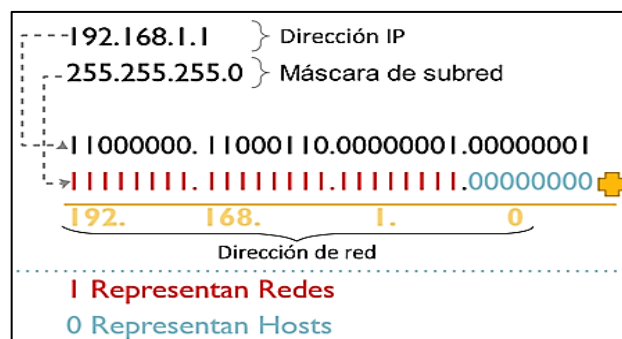 192.168.1.1 Dirección IP
255.255.255.0 Máscara de subred
11000000. 11000110.00000001.00000001
11111111. 11111111.11111111.00000000
192. 168. 1. 0
Dirección de red
1 Representan Redes
0 Representan Hosts